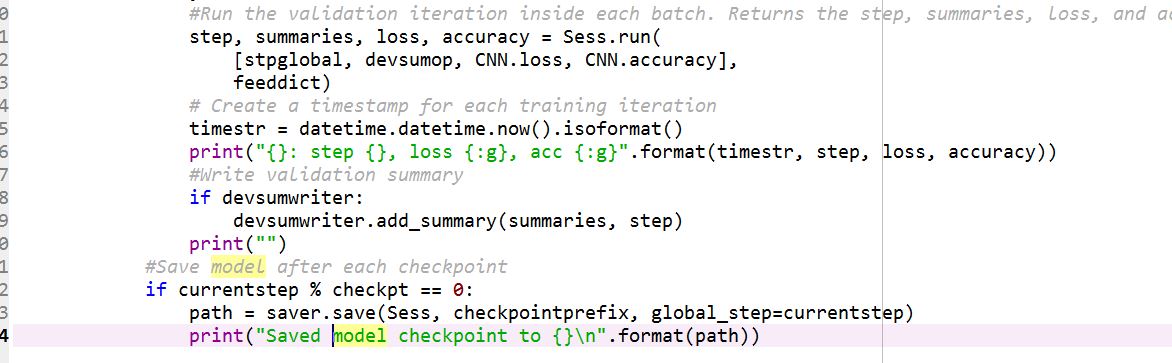 0 #Run the validation iteration inside each batch. Returns the step, summaries, loss, and
1 step, summaries, loss, accuracy = Sess.run(
2 [stpglobal, devsumop, CNN.loss, CNN.accuracy],
3 feeddict)
4 # Create a timestamp for each training iteration
5 timestr = datetime.datetime.now().isoformat()
6 print("{}: step {}, loss {:g}, acc {:g}".format(timestr, step, loss, accuracy))
7 #Write validation summary
8 if devsumwriter:
9 devsumwriter.add_summary(summaries, step)
0 print("")
1 #Save model after each checkpoint
2 if currentstep % checkpt == 0:
3 path = saver.save(Sess, checkpointprefix, global_step=currentstep)
4 print("Saved model checkpoint to {}\n".format(path))